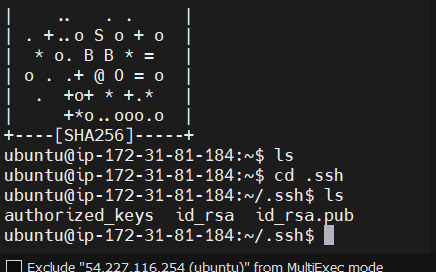 |     ..  . .     |
| . +..o S o + o  |
|  * o. B B * =   |
| o . .+ @ O = o  |
|  .  +o+ * +.*   |
|     +*o..ooo.o  |
+----[SHA256]-----+
ubuntu@ip-172-31-81-184:~$ ls
ubuntu@ip-172-31-81-184:~$ cd .ssh
ubuntu@ip-172-31-81-184:~/.ssh$ ls
authorized_keys  id_rsa  id_rsa.pub
ubuntu@ip-172-31-81-184:~/.ssh$
Exclude "54.227.116.254 (ubuntu)" from MultiExec mode